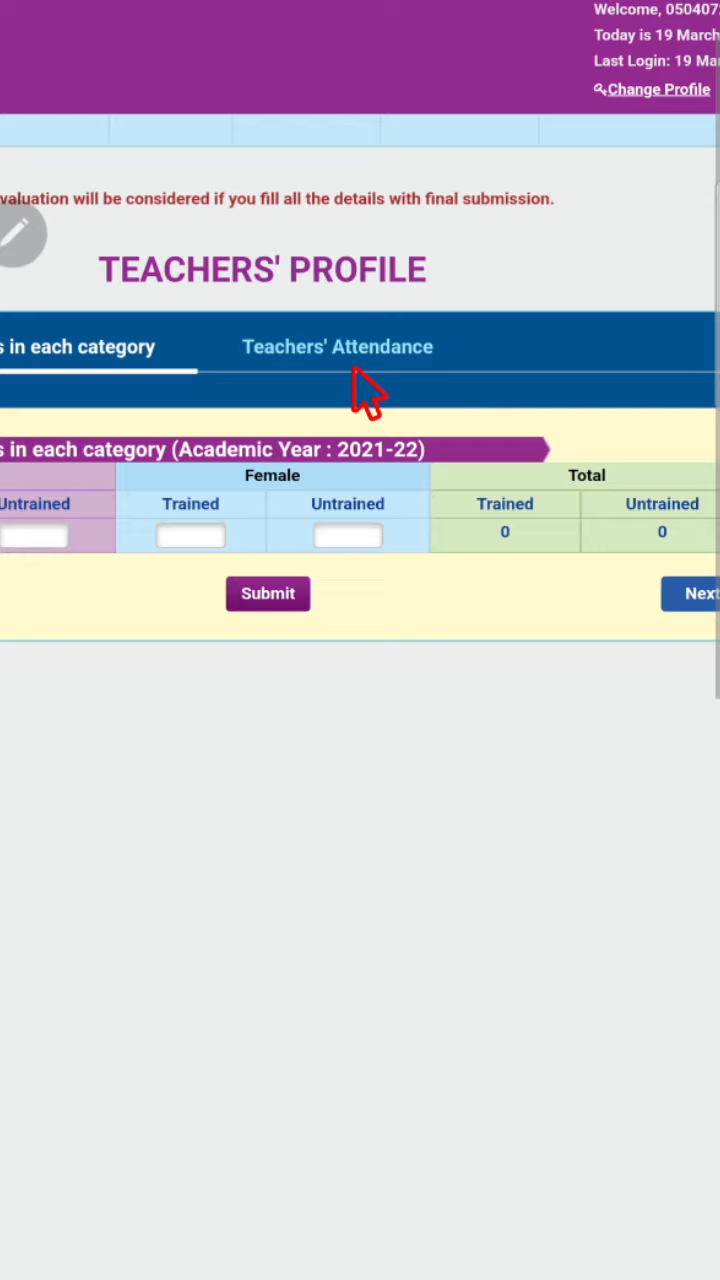 Welcome, 050407
Today is 19 March
Last Login: 19 Ma
Change Profile
valuation will be considered if you fill all the details with final submission.
TEACHERS' PROFILE
s in each category Teachers' Attendance
s in each category (Academic Year : 2021-22)
Female Total
Untrained Trained Untrained Trained Untrained
0 0
Submit Next